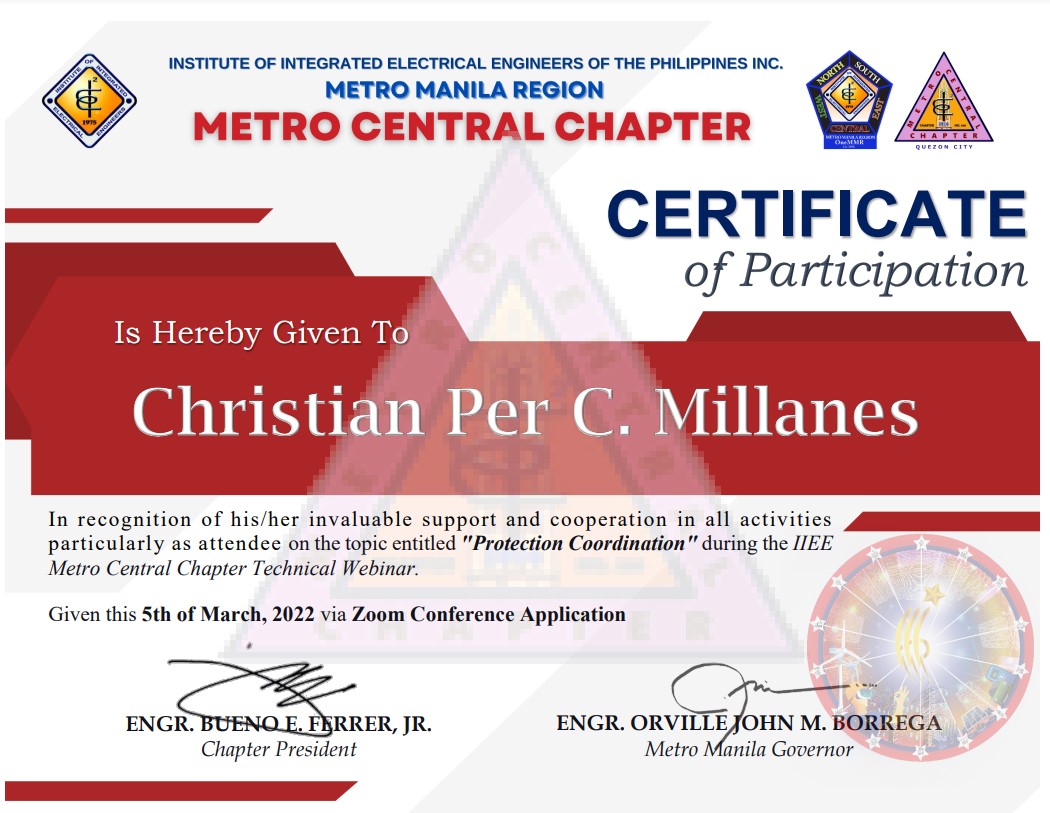 INSTITUTE OF INTEGRATED ELECTRICAL ENGINEERS OF THE PHILIPPINES INC.
METRO MANILA REGION
METRO CENTRAL CHAPTER
INSTITUTE OF INTEGRATED ELECTRICAL ENGINEERS
1975
NORTH SOUTH
WEST EAST
CENTRAL
METRO MANILA REGION
OneMMR
METRO CENTRAL
CHAPTER
QUEZON CITY
CERTIFICATE
of Participation
Is Hereby Given To
Christian Per C. Millanes
In recognition of his/her invaluable support and cooperation in all activities
particularly as attendee on the topic entitled "Protection Coordination" during the IIEE
Metro Central Chapter Technical Webinar.
Given this 5th of March, 2022 via Zoom Conference Application
CHAPTER
ENGR. BUENO E. FERRER, JR.
Chapter President
ENGR. ORVILLE JOHN M. BORREGA
Metro Manila Governor